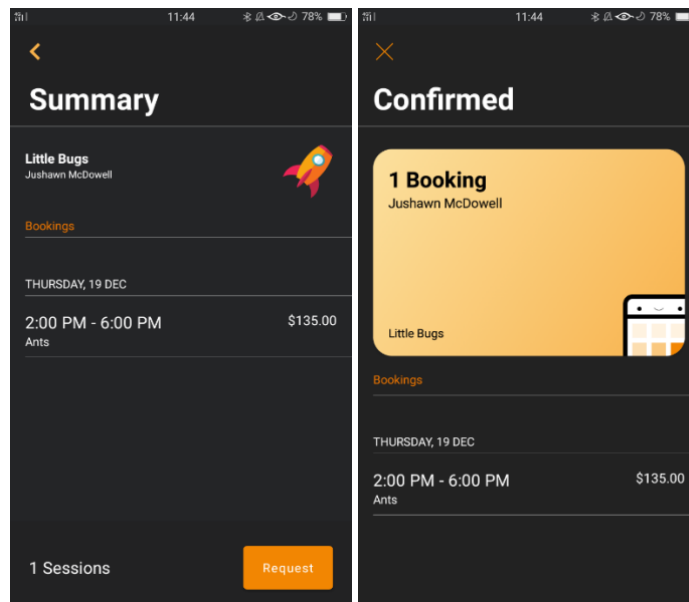 11:44
78%
Summary
Little Bugs
Jushawn McDowell
Bookings
THURSDAY, 19 DEC
2:00 PM - 6:00 PM
$135.00
Ants
1 Sessions
Request
11:44
78%
Confirmed
1 Booking
Jushawn McDowell
Little Bugs
Bookings
THURSDAY, 19 DEC
2:00 PM - 6:00 PM
$135.00
Ants